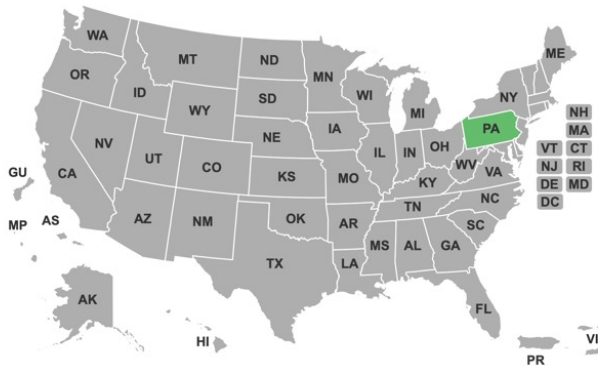 WA
ME
MT
ND
MN
OR
ID
SD
WI
NY
MI
WY
PA
NH
MA
IA
NE
VT
CT
NV
IL
IN
OH
UT
NJ
RI
CO
WV
VA
GU
CA
KS
MO
KY
DE
MD
NC
DC
TN
MP
AS
AZ
NM
OK
AR
SC
MS
AL
GA
TX
LA
AK
FL
HI
VI
PR